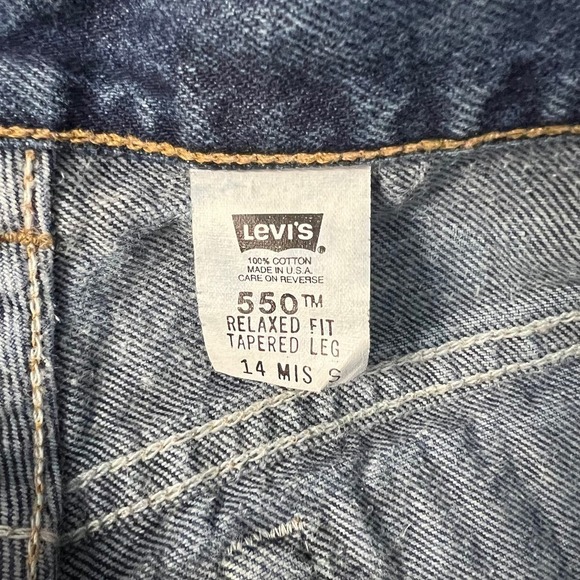 LEVI'S ®
100% COTTON
MADE IN U.S.A.
CARE ON REVERSE
550™
RELAXED FIT
TAPERED LEG
14 MIS S